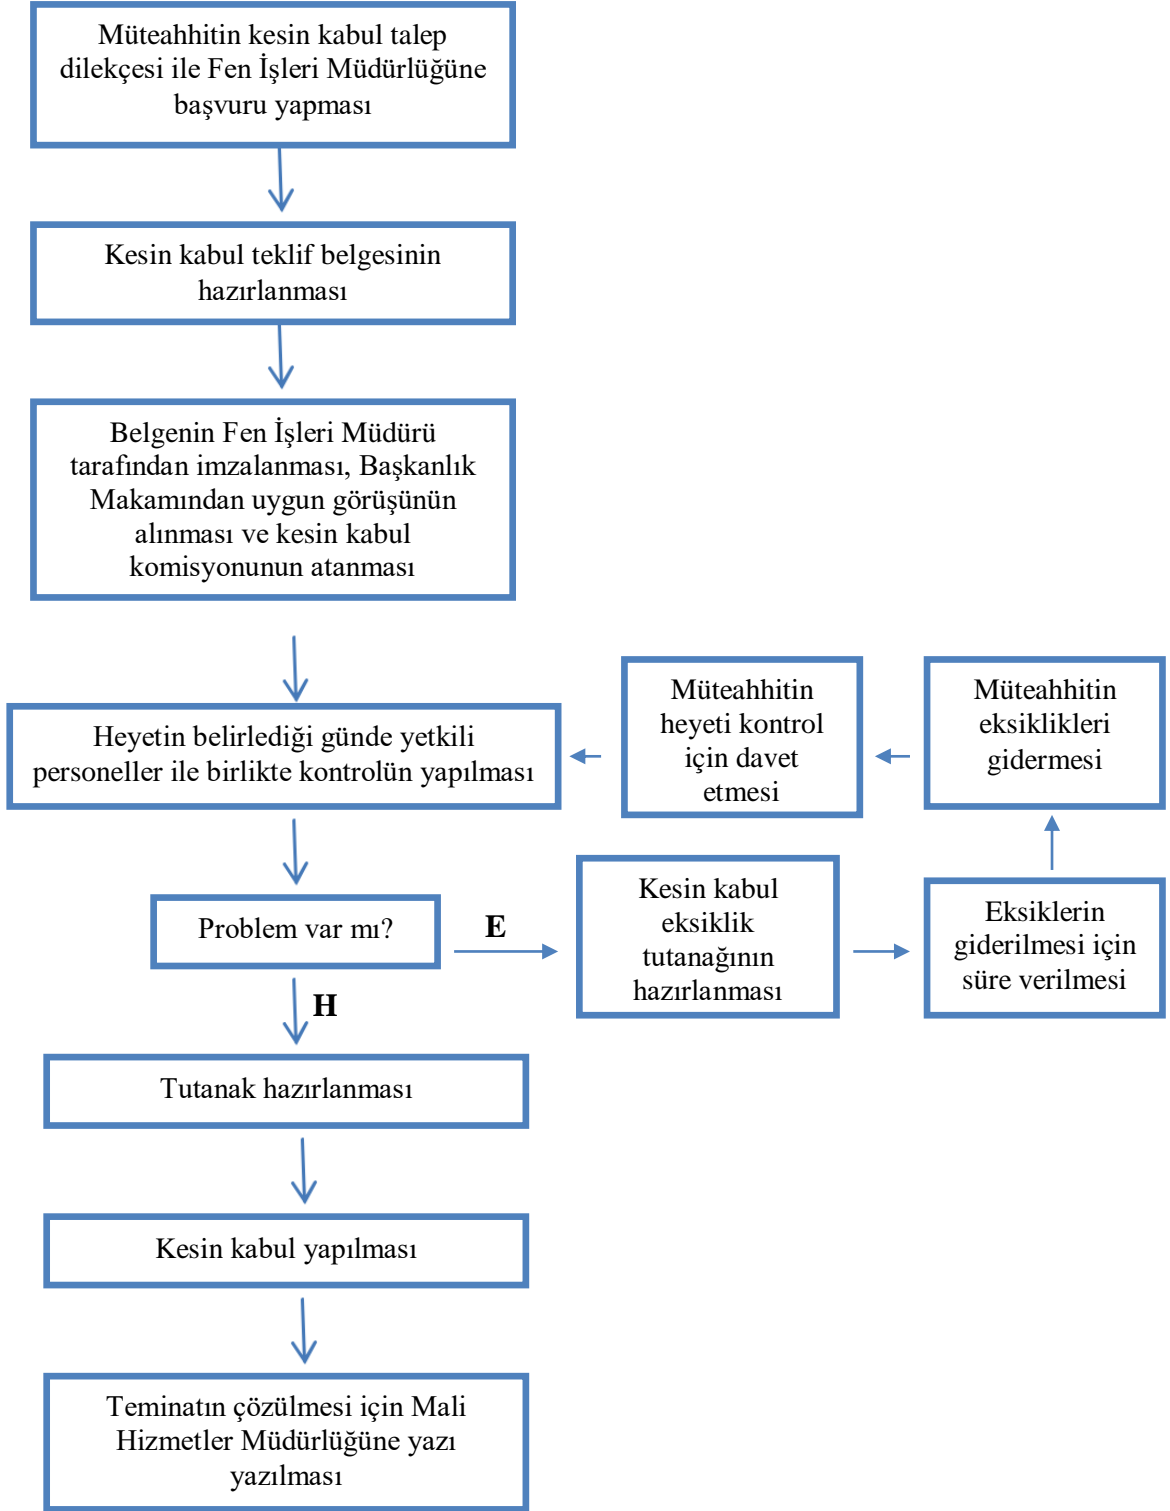 Müteahhitin kesin kabul talep
dilekçesi ile Fen İşleri Müdürlüğüne
başvuru yapması
Kesin kabul teklif belgesinin
hazırlanması
Belgenin Fen İşleri Müdürü
tarafından imzalanması, Başkanlık
Makamından uygun görüşünün
alınması ve kesin kabul
komisyonunun atanması
Heyetin belirlediği günde yetkili
personeller ile birlikte kontrolün yapılması
Müteahhitin
heyeti kontrol
için davet
etmesi
Müteahhitin
eksiklikleri
gidermesi
Problem var mı?
E
Kesin kabul
eksiklik
tutanağının
hazırlanması
Eksiklerin
giderilmesi için
süre verilmesi
H
Tutanak hazırlanması
Kesin kabul yapılması
Teminatın çözülmesi için Mali
Hizmetler Müdürlüğüne yazı
yazılması